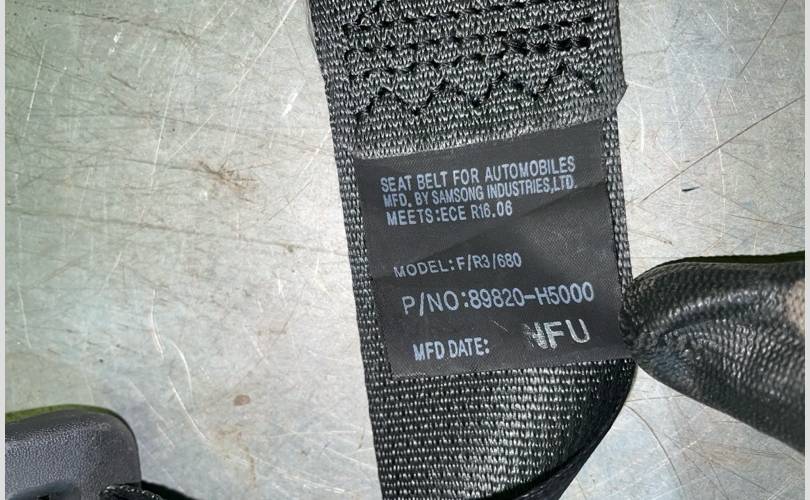 SEAT BELT FOR AUTOMOBILES
MFD. BY SAMSONG INDUSTRIES,LTD.
MEETS:ECE R16.06
MODEL:F/R3/680
P/NO:89820-H5000
MFD DATE: